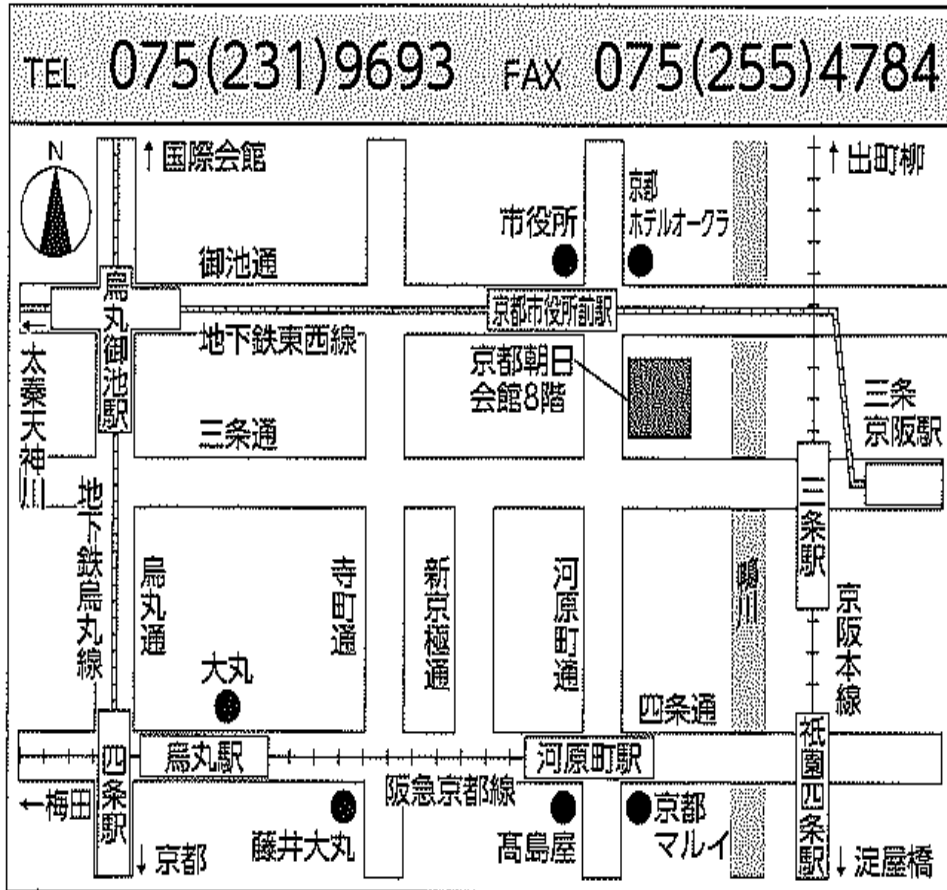 TEL 075(231)9693 FAX 075(255)4784
N
↑国際会館
↑出町柳
市役所
京都
ホテルオークラ
御池通
烏丸御池駅
京都市役所前駅
地下鉄東西線
←
太秦天神川
京都朝日
会館8階
三条
京阪駅
三条通
地下鉄烏丸線
烏丸通
寺町通
新京極通
河原町通
鴨川
三条駅
京阪本線
大丸
四条通
四条駅
烏丸駅
河原町駅
祇園四条駅
←梅田
阪急京都線
↓京都
藤井大丸
髙島屋
京都
マルイ
↓淀屋橋